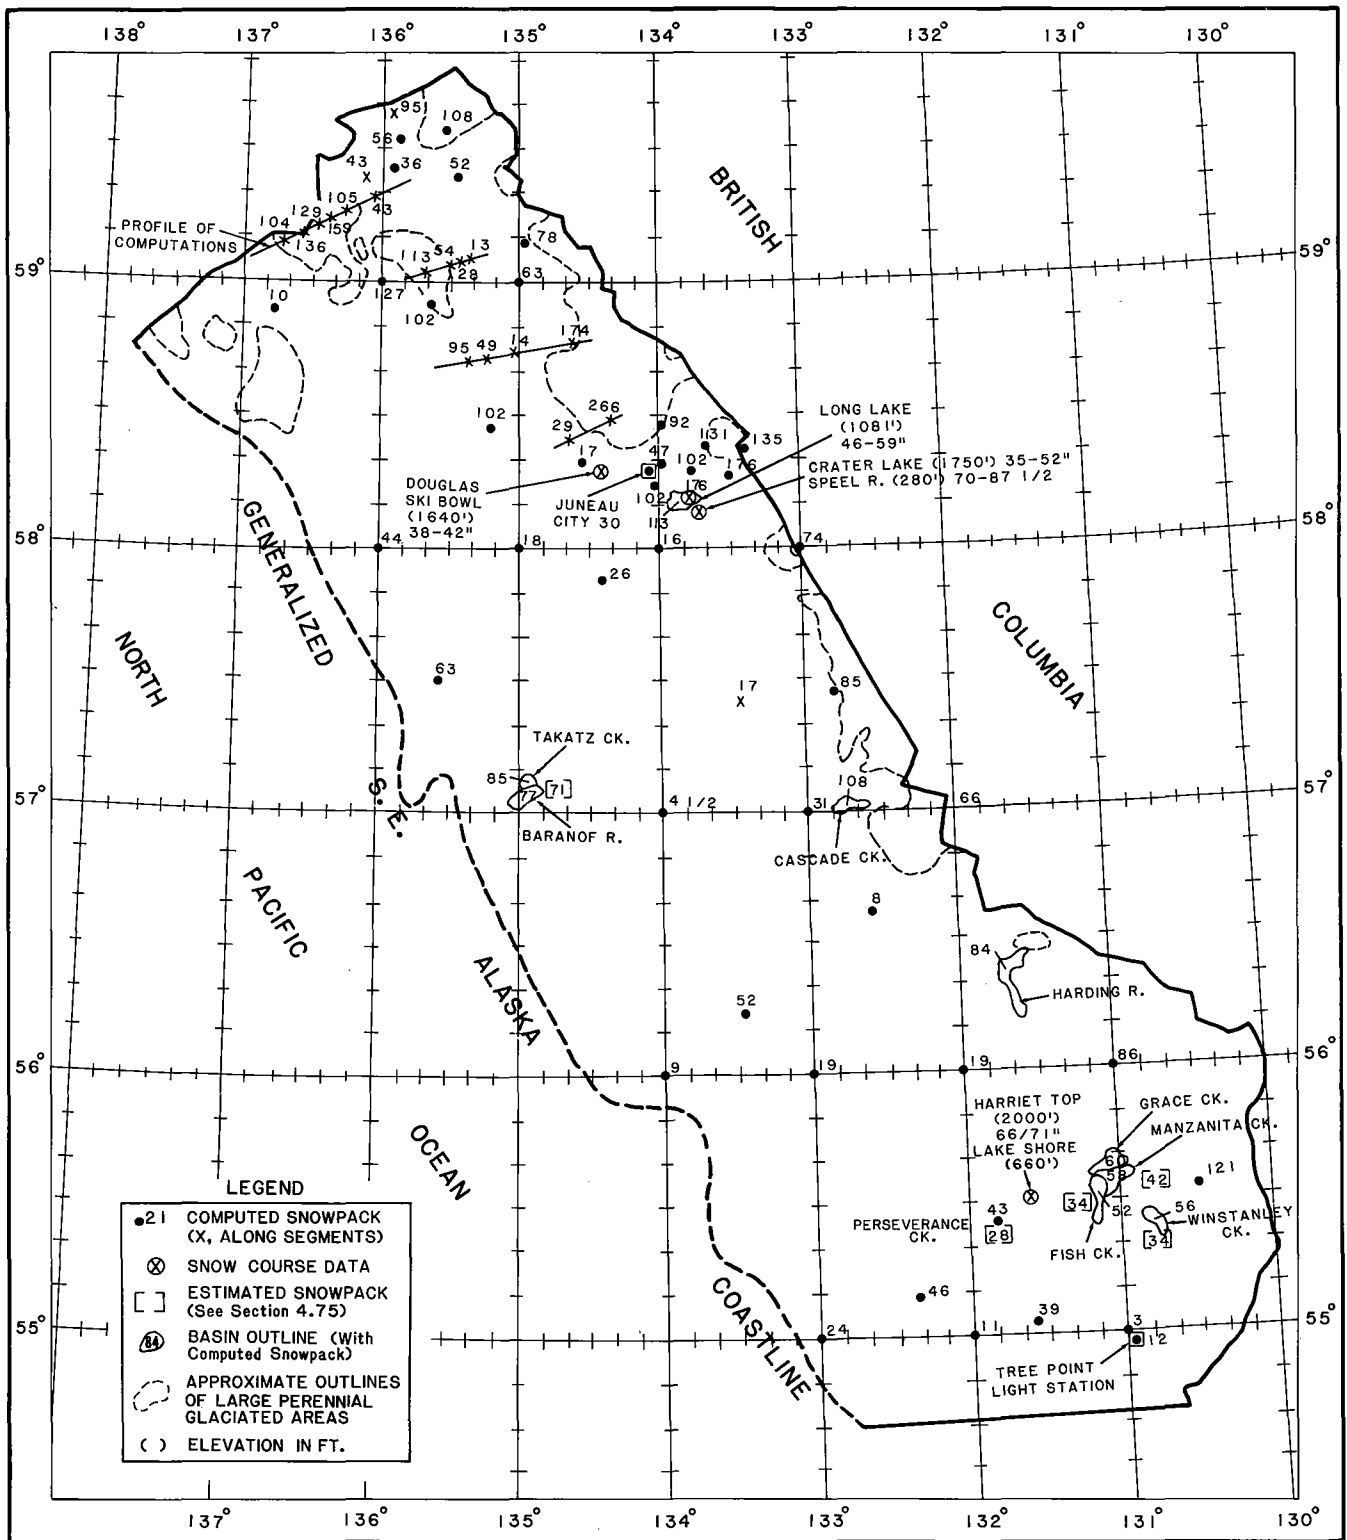 138° 137° 136° 135° 134° 133° 132° 131° 130°
95
108
56
43
36
52
BRITISH
105
129
43
104
159
136
PROFILE OF
COMPUTATIONS
78
113
54
13
28
59°
59°
127
63
10
102
174
14
49
95
102
266
29
92
131
135
LONG LAKE
(1081')
46-59"
17
47
102
176
CRATER LAKE (1750') 35-52"
SPEEL R. (280') 70-87 1/2
DOUGLAS
SKI BOWL
(1640')
38-42"
JUNEAU
CITY 30
102
176
113
58°
58°
44
18
16
74
26
GENERALIZED
NORTH
COLUMBIA
63
17
85
TAKATZ CK.
85
77
[71]
BARANOF R.
57°
57°
S. E.
4 1/2
31
108
66
CASCADE CK.
PACIFIC
8
84
HARDING R.
ALASKA
52
56°
56°
9
19
19
86
HARRIET TOP
(2000')
66/71"
LAKE SHORE
(660')
GRACE CK.
MANZANITA CK.
60
58
[42]
121
OCEAN
[34]
52
56
43
PERSEVERANCE
CK.
[28]
WINSTANLEY
CK.
[34]
FISH CK.
46
39
55°
55°
COASTLINE
24
11
3
12
TREE POINT
LIGHT STATION
LEGEND
21 COMPUTED SNOWPACK
(X, ALONG SEGMENTS)
SNOW COURSE DATA
[ ] ESTIMATED SNOWPACK
(See Section 4.75)
84 BASIN OUTLINE (With
Computed Snowpack)
APPROXIMATE OUTLINES
OF LARGE PERENNIAL
GLACIATED AREAS
( ) ELEVATION IN FT.
137° 136° 135° 134° 133° 132° 131° 130°